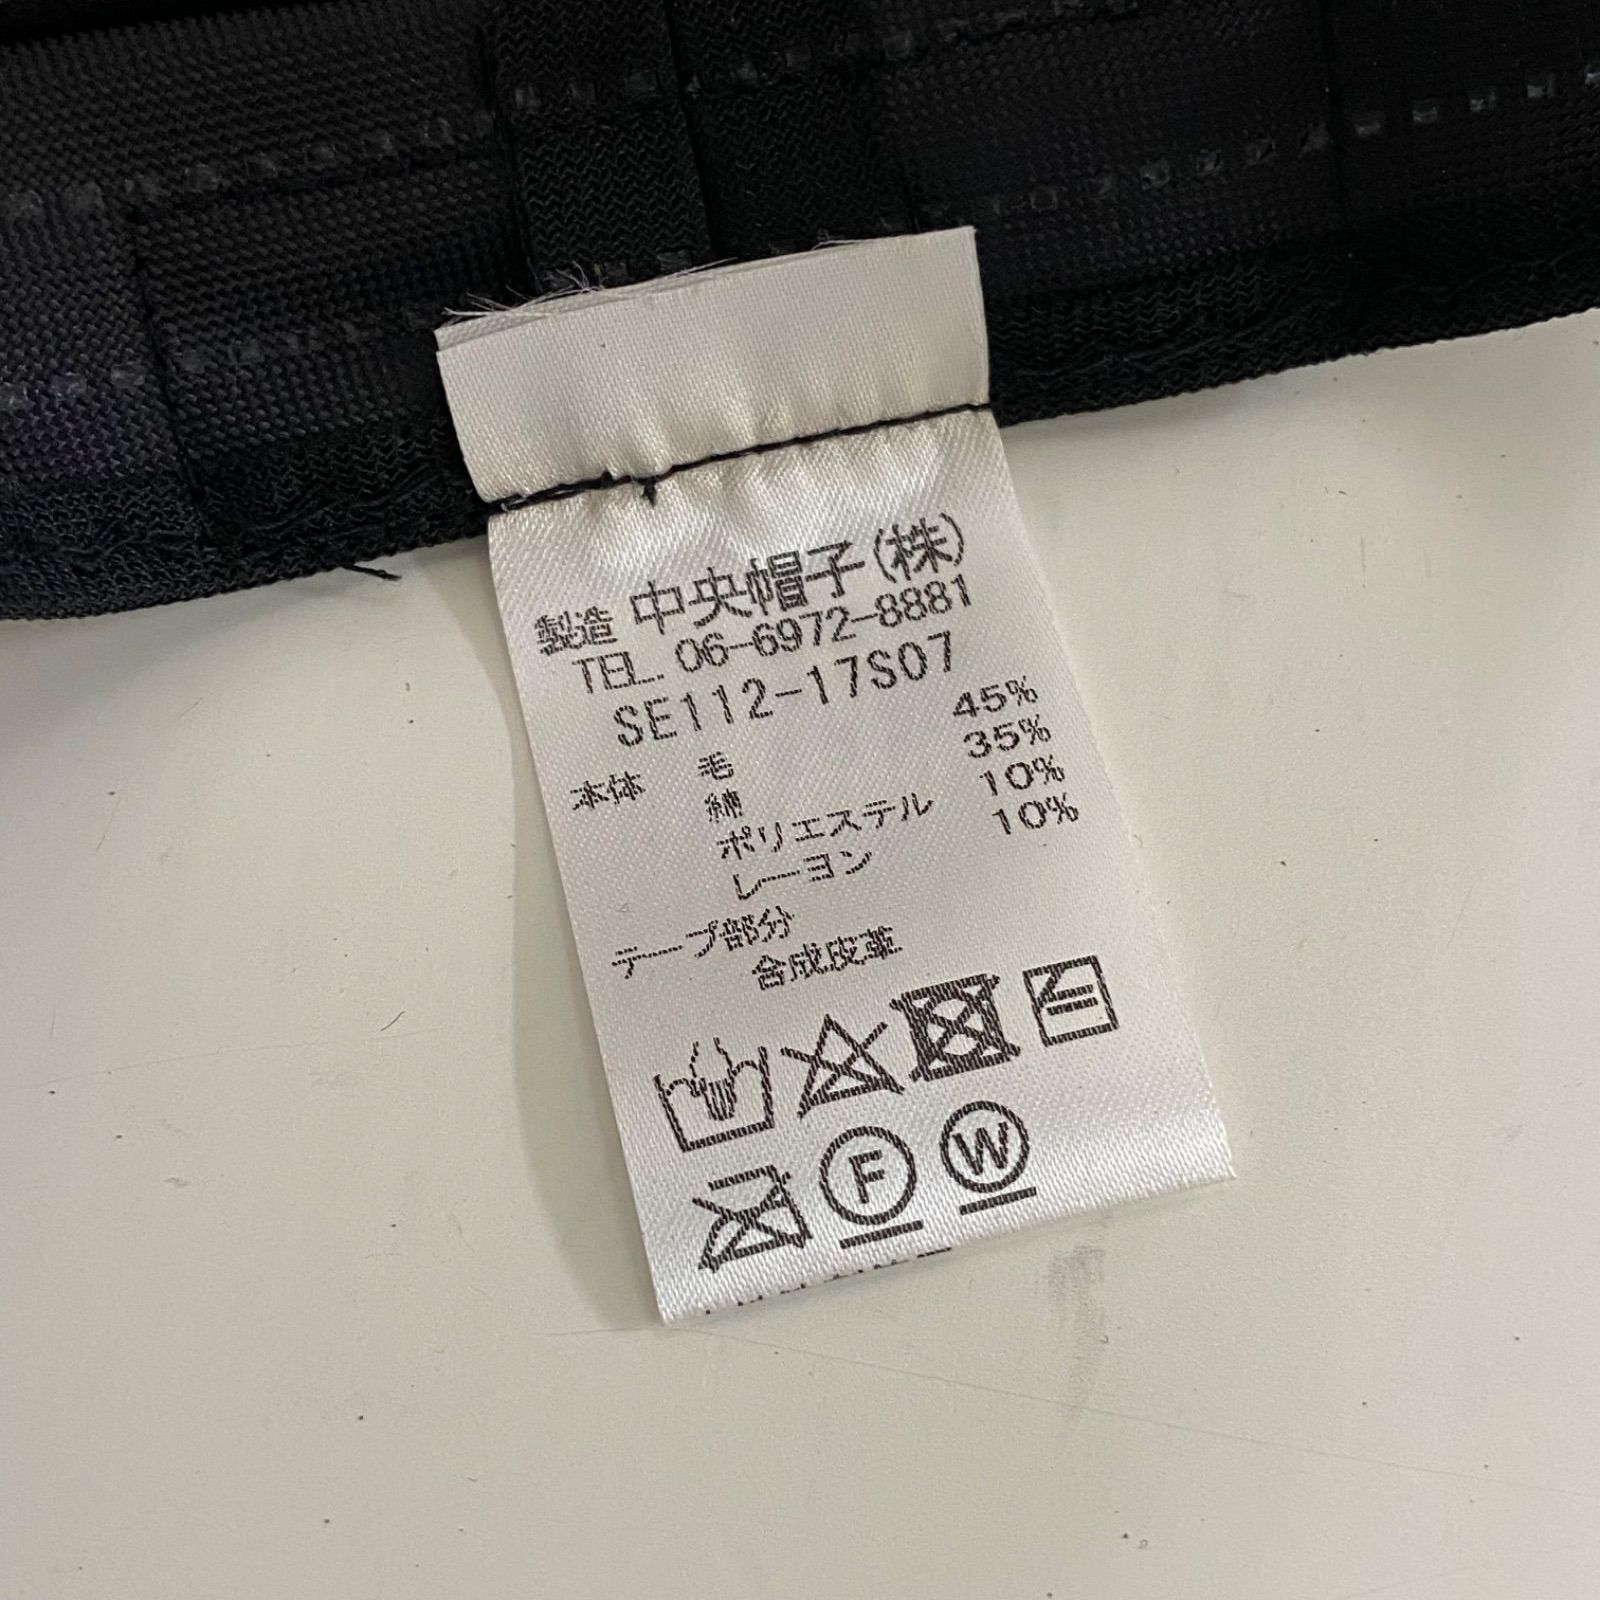 製造 中央帽子(株)
TEL. 06-6972-8881
SE112-17S07
本体 毛 45%
綿 35%
ポリエステル 10%
レーヨン 10%
テープ部分
合成皮革
F W